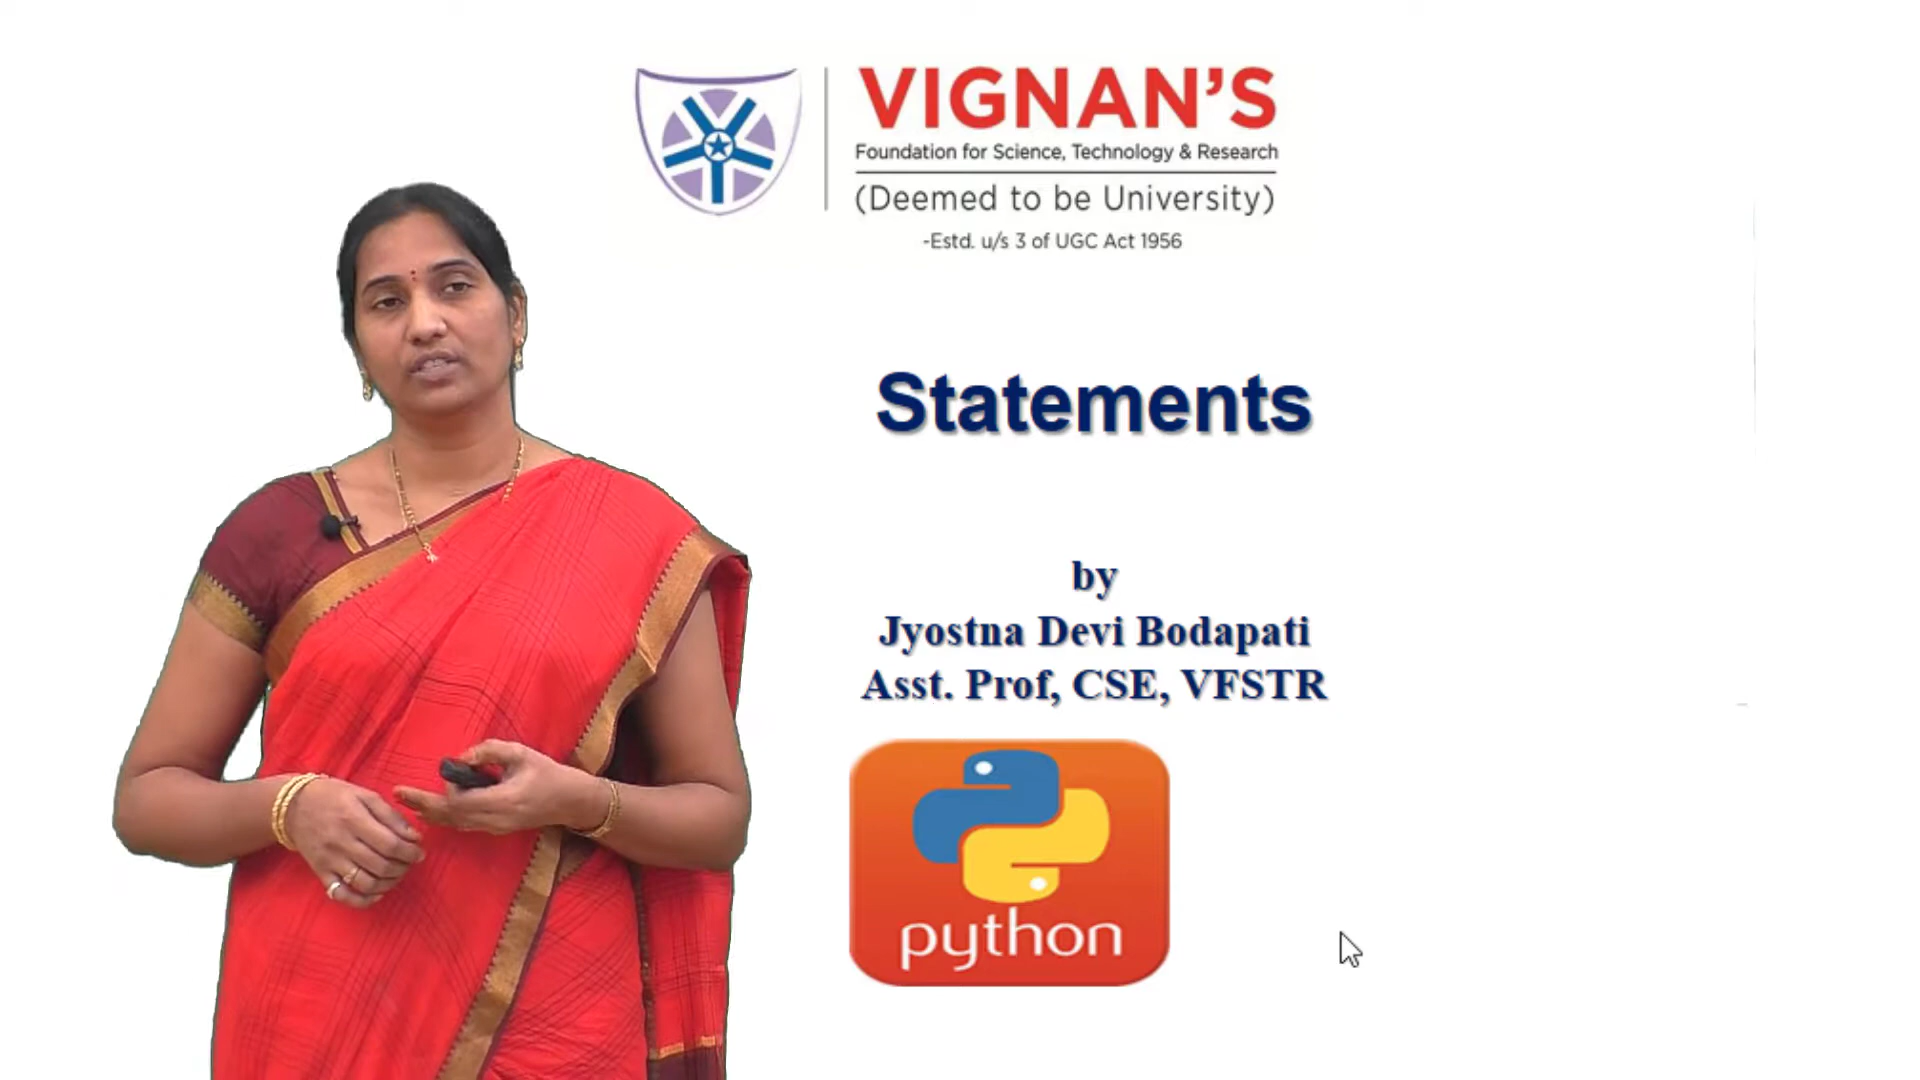 VIGNAN'S
Foundation for Science, Technology & Research
(Deemed to be University)
-Estd. u/s 3 of UGC Act 1956
Statements
by
Jyostna Devi Bodapati
Asst. Prof, CSE, VFSTR
python